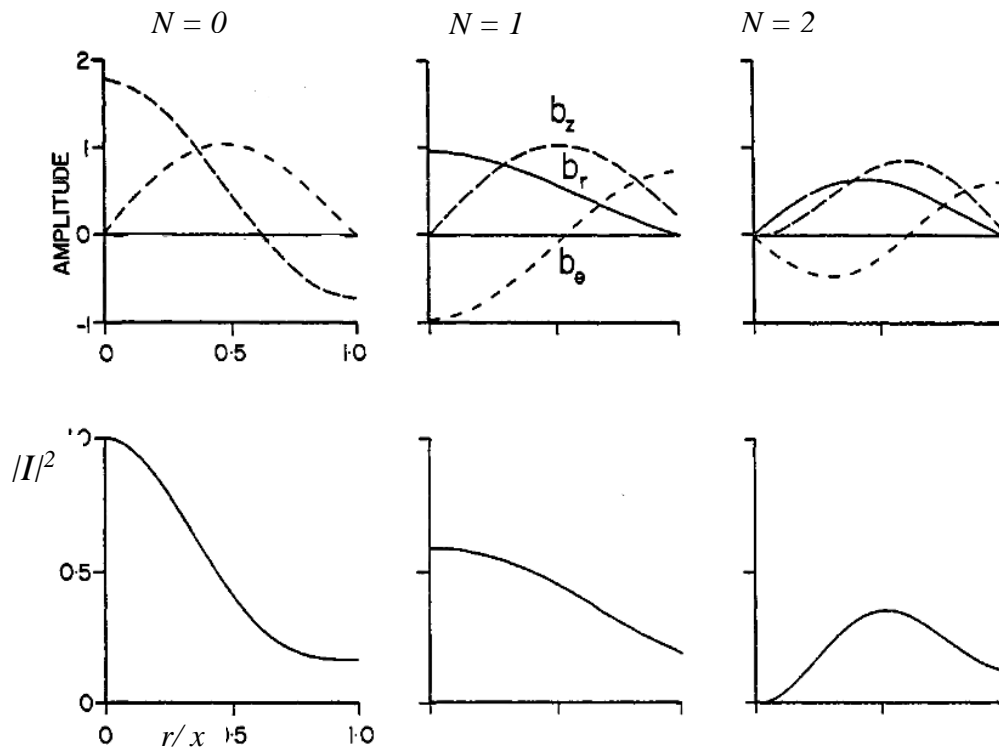 N = 0 N = 1 N = 2
2
1
0
-1
AMPLITUDE
0 0·5 1·0
b_z
b_r
b_θ
|I|²
0·5
0
0 r/x 1·0